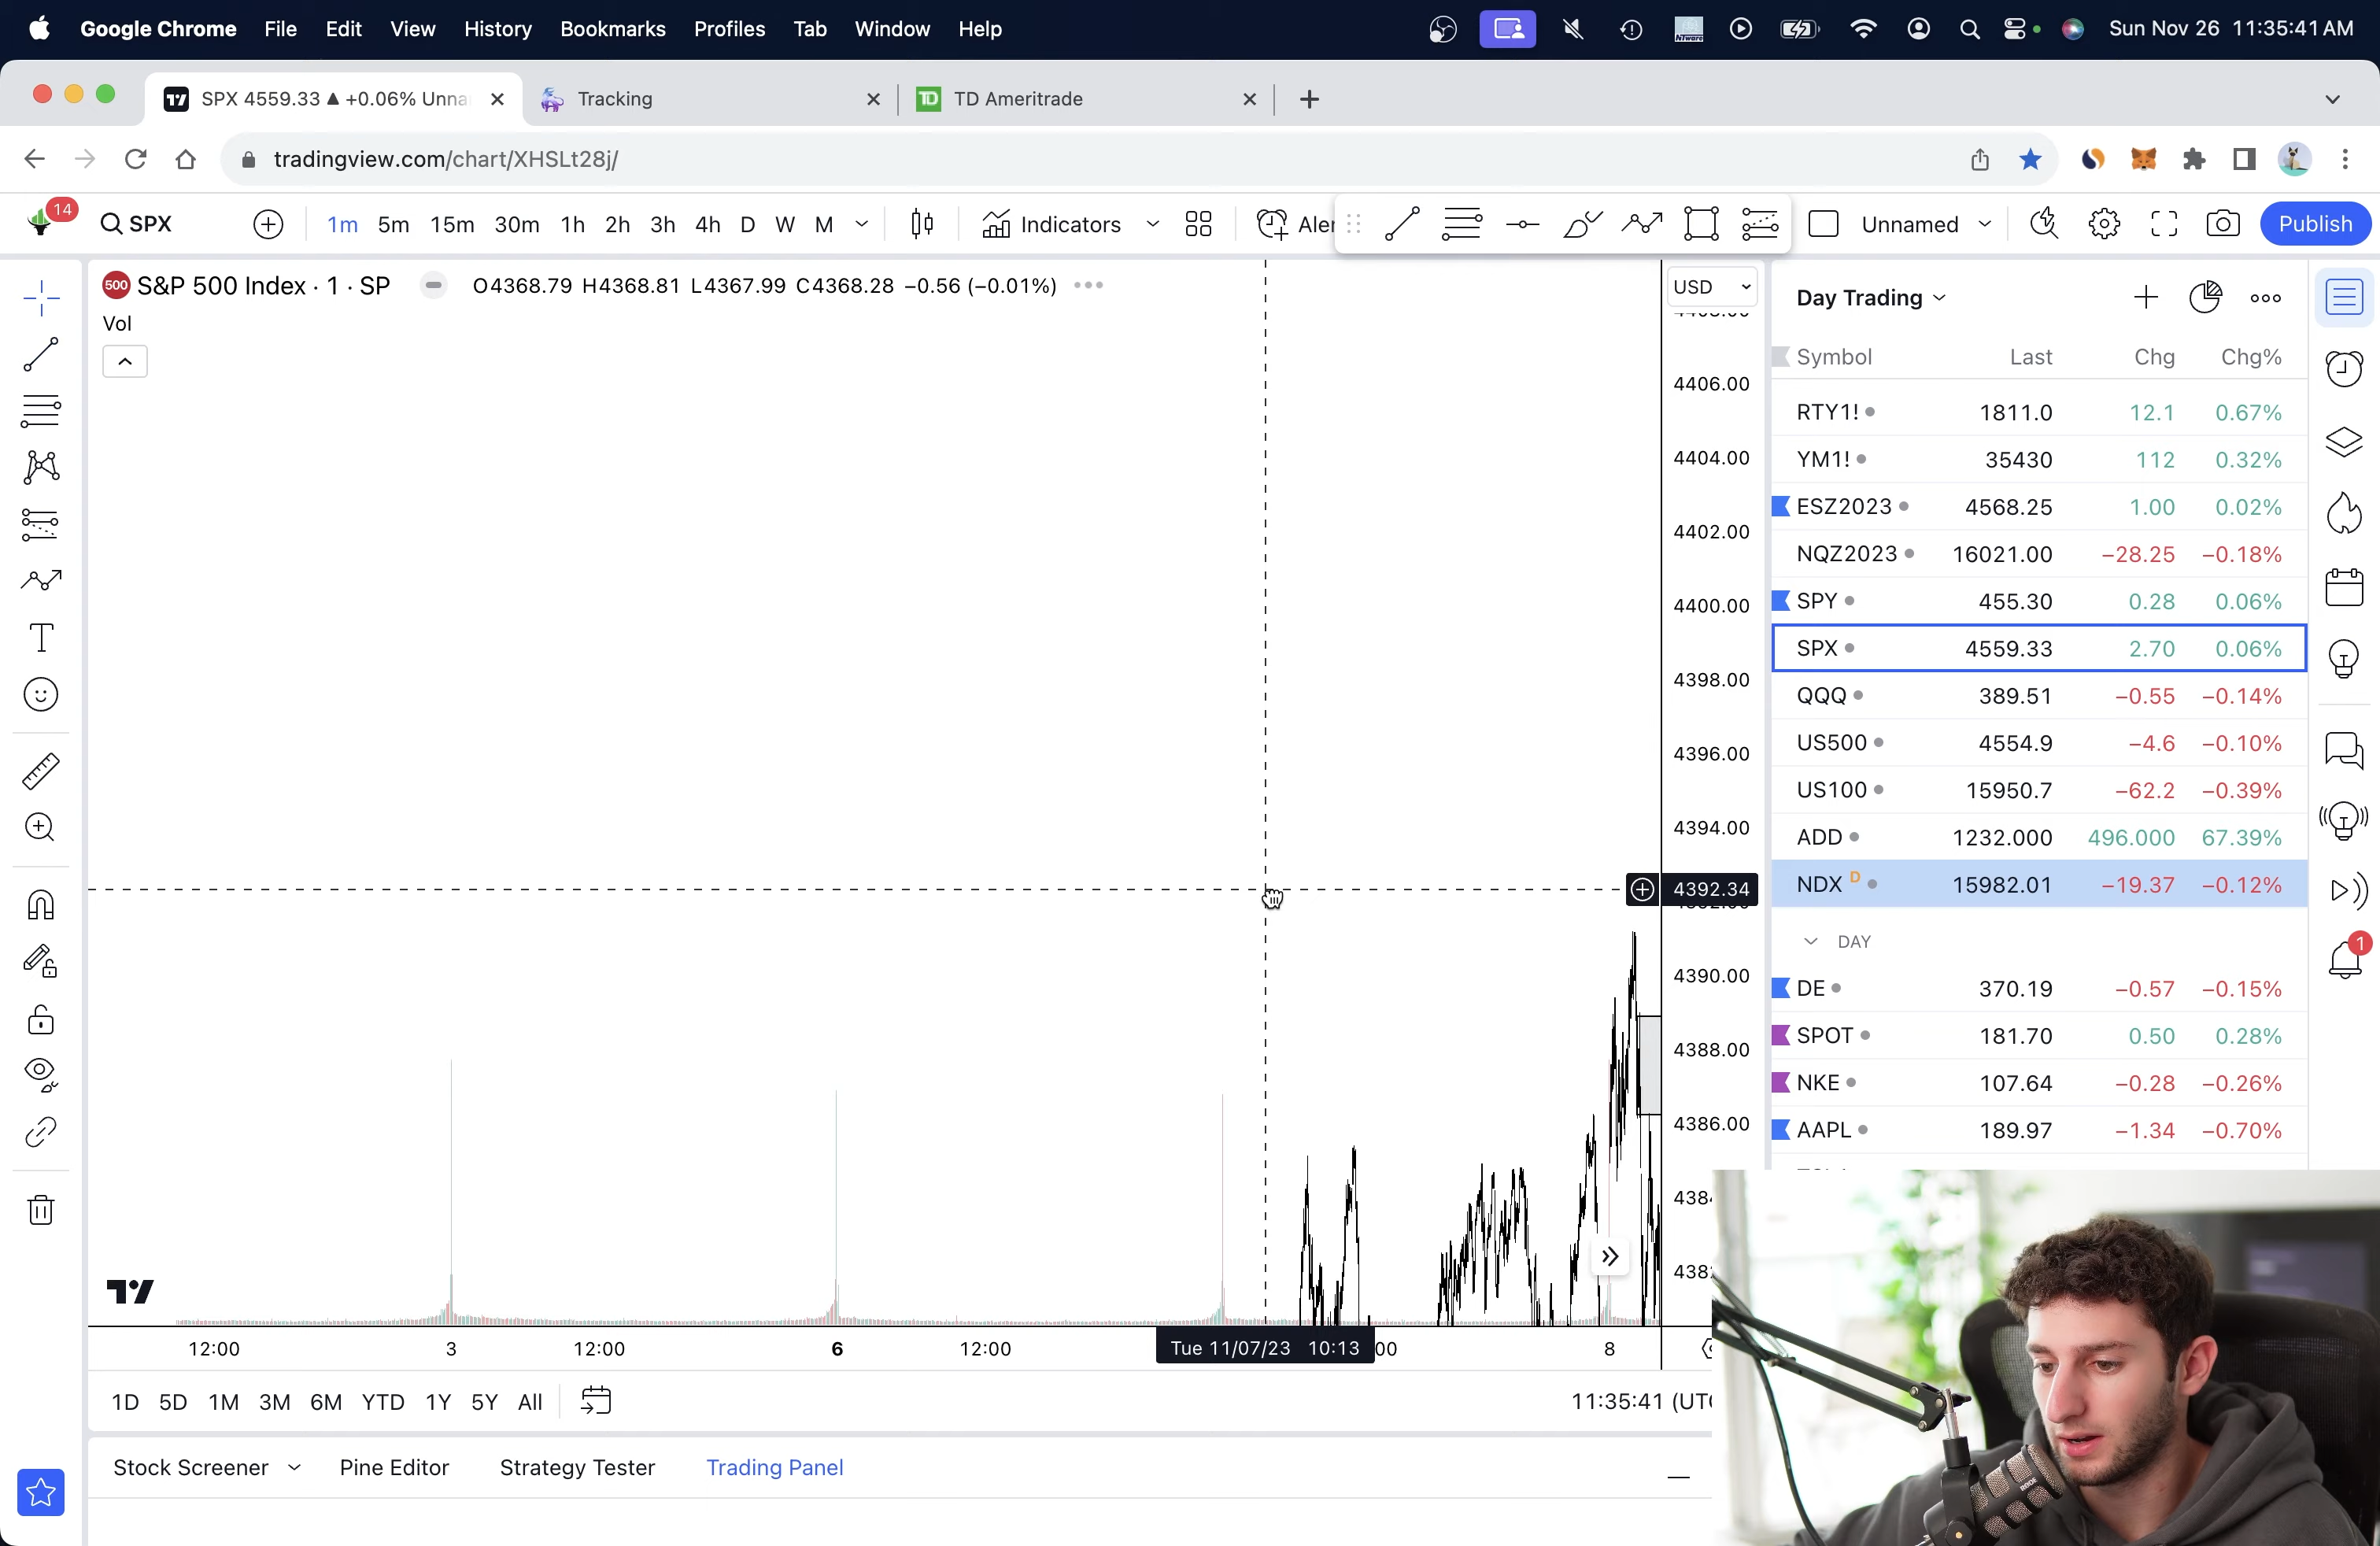 Google Chrome File Edit View History Bookmarks Profiles Tab Window Help Sun Nov 26 11:35:41 AM
SPX 4559.33 ▲ +0.06% Unna Tracking TD TD Ameritrade
tradingview.com/chart/XHSLt28j/
14 SPX 1m 5m 15m 30m 1h 2h 3h 4h D W M Indicators Aler Unnamed Publish
500 S&P 500 Index · 1 · SP O4368.79 H4368.81 L4367.99 C4368.28 −0.56 (−0.01%)
Vol
USD
4406.00
4404.00
4402.00
4400.00
4398.00
4396.00
4394.00
4392.34
4390.00
4388.00
4386.00
12:00 3 12:00 6 12:00 Tue 11/07/23 10:13 :00 8
1D 5D 1M 3M 6M YTD 1Y 5Y All 11:35:41 (UTC
Stock Screener Pine Editor Strategy Tester Trading Panel
Day Trading
Symbol Last Chg Chg%
RTY1! 1811.0 12.1 0.67%
YM1! 35430 112 0.32%
ESZ2023 4568.25 1.00 0.02%
NQZ2023 16021.00 −28.25 −0.18%
SPY 455.30 0.28 0.06%
SPX 4559.33 2.70 0.06%
QQQ 389.51 −0.55 −0.14%
US500 4554.9 −4.6 −0.10%
US100 15950.7 −62.2 −0.39%
ADD 1232.000 496.000 67.39%
NDX D 15982.01 −19.37 −0.12%
DAY
DE 370.19 −0.57 −0.15%
SPOT 181.70 0.50 0.28%
NKE 107.64 −0.28 −0.26%
AAPL 189.97 −1.34 −0.70%
1
RODE